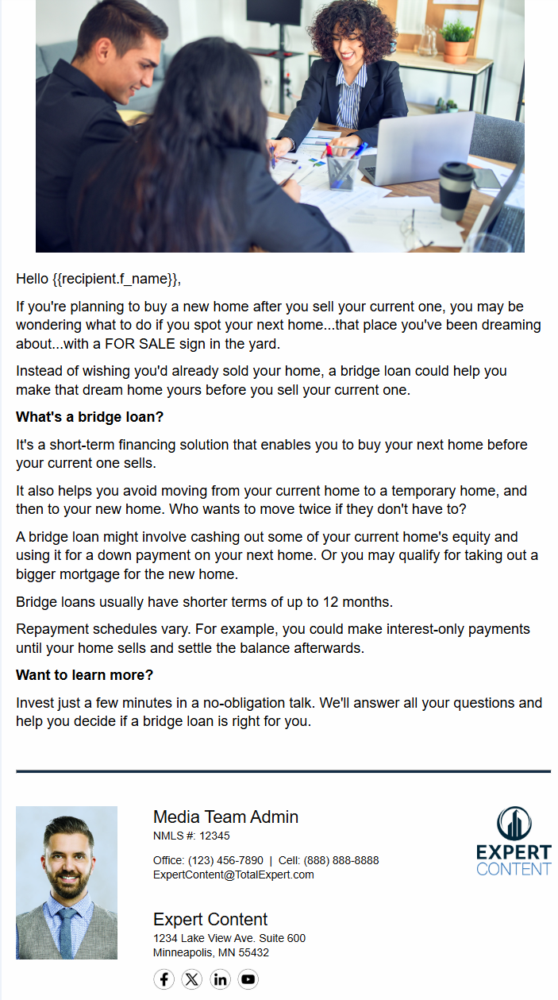 Hello {{recipient.f_name}},
If you're planning to buy a new home after you sell your current one, you may be
wondering what to do if you spot your next home...that place you've been dreaming
about...with a FOR SALE sign in the yard.
Instead of wishing you'd already sold your home, a bridge loan could help you
make that dream home yours before you sell your current one.
What's a bridge loan?
It's a short-term financing solution that enables you to buy your next home before
your current one sells.
It also helps you avoid moving from your current home to a temporary home, and
then to your new home. Who wants to move twice if they don't have to?
A bridge loan might involve cashing out some of your current home's equity and
using it for a down payment on your next home. Or you may qualify for taking out a
bigger mortgage for the new home.
Bridge loans usually have shorter terms of up to 12 months.
Repayment schedules vary. For example, you could make interest-only payments
until your home sells and settle the balance afterwards.
Want to learn more?
Invest just a few minutes in a no-obligation talk. We'll answer all your questions and
help you decide if a bridge loan is right for you.
Media Team Admin
NMLS #: 12345
Office: (123) 456-7890 | Cell: (888) 888-8888
ExpertContent@TotalExpert.com
EXPERT
CONTENT
Expert Content
1234 Lake View Ave. Suite 600
Minneapolis, MN 55432